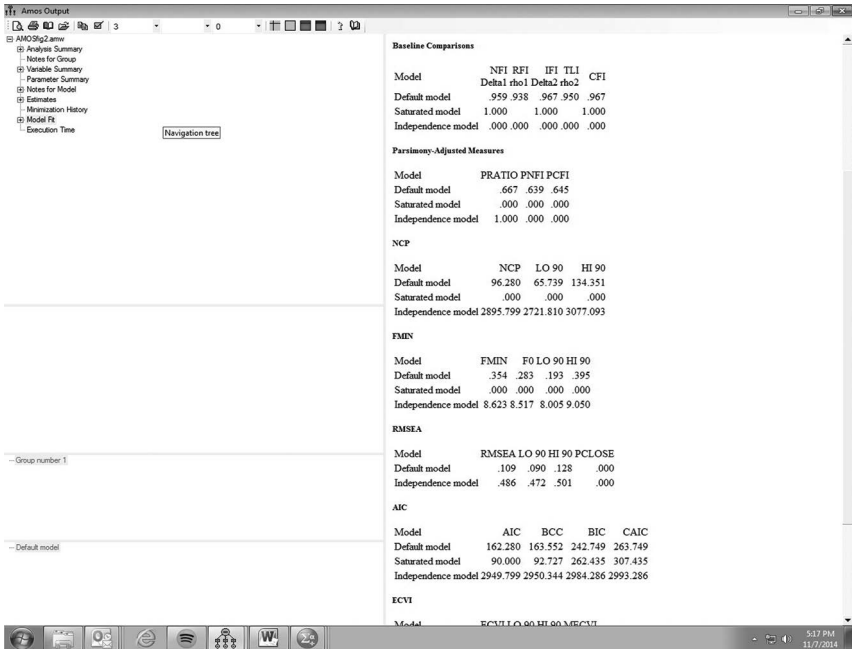 Amos Output
3 0
AMOSfig2.amw
Analysis Summary
Notes for Group
Variable Summary
Parameter Summary
Notes for Model
Estimates
Minimization History
Model Fit
Execution Time
Navigation tree
Group number 1
Default model
Baseline Comparisons
Model NFI RFI IFI TLI CFI
Delta1 rho1 Delta2 rho2
Default model .959 .938 .967 .950 .967
Saturated model 1.000 1.000 1.000
Independence model .000 .000 .000 .000 .000
Parsimony-Adjusted Measures
Model PRATIO PNFI PCFI
Default model .667 .639 .645
Saturated model .000 .000 .000
Independence model 1.000 .000 .000
NCP
Model NCP LO 90 HI 90
Default model 96.280 65.739 134.351
Saturated model .000 .000 .000
Independence model 2895.799 2721.810 3077.093
FMIN
Model FMIN F0 LO 90 HI 90
Default model .354 .283 .193 .395
Saturated model .000 .000 .000 .000
Independence model 8.623 8.517 8.005 9.050
RMSEA
Model RMSEA LO 90 HI 90 PCLOSE
Default model .109 .090 .128 .000
Independence model .486 .472 .501 .000
AIC
Model AIC BCC BIC CAIC
Default model 162.280 163.552 242.749 263.749
Saturated model 90.000 92.727 262.435 307.435
Independence model 2949.799 2950.344 2984.286 2993.286
ECVI
Model ECVI LO 90 HI 90 MECVI
5:17 PM
11/7/2014